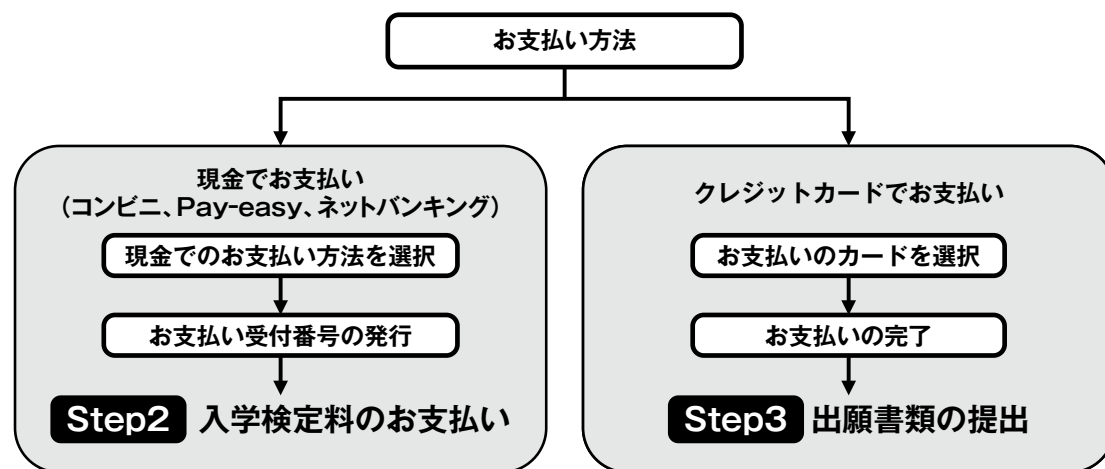 お支払い方法
現金でお支払い
（コンビニ、Pay-easy、ネットバンキング）
現金でのお支払い方法を選択
お支払い受付番号の発行
Step2 入学検定料のお支払い
クレジットカードでお支払い
お支払いのカードを選択
お支払いの完了
Step3 出願書類の提出